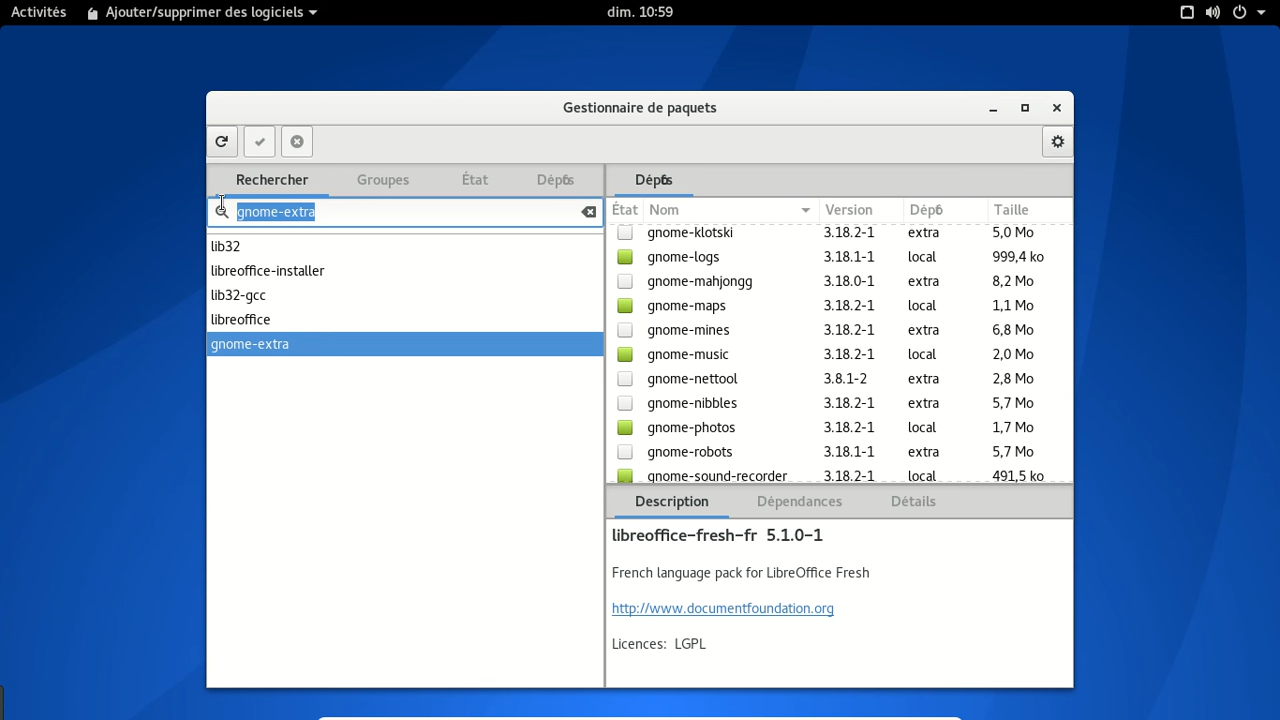 Activités Ajouter/supprimer des logiciels dim. 10:59
Gestionnaire de paquets
Rechercher Groupes État Dépôts Dépôts
gnome-extra
État Nom Version Dépôt Taille
lib32
libreoffice-installer
lib32-gcc
libreoffice
gnome-extra
gnome-klotski 3.18.2-1 extra 5,0 Mo
gnome-logs 3.18.1-1 local 999,4 ko
gnome-mahjongg 3.18.0-1 extra 8,2 Mo
gnome-maps 3.18.2-1 local 1,1 Mo
gnome-mines 3.18.2-1 extra 6,8 Mo
gnome-music 3.18.2-1 local 2,0 Mo
gnome-nettool 3.8.1-2 extra 2,8 Mo
gnome-nibbles 3.18.2-1 extra 5,7 Mo
gnome-photos 3.18.2-1 local 1,7 Mo
gnome-robots 3.18.1-1 extra 5,7 Mo
gnome-sound-recorder 3.18.2-1 local 491,5 ko
Description Dépendances Détails
libreoffice-fresh-fr 5.1.0-1
French language pack for LibreOffice Fresh
http://www.documentfoundation.org
Licences: LGPL